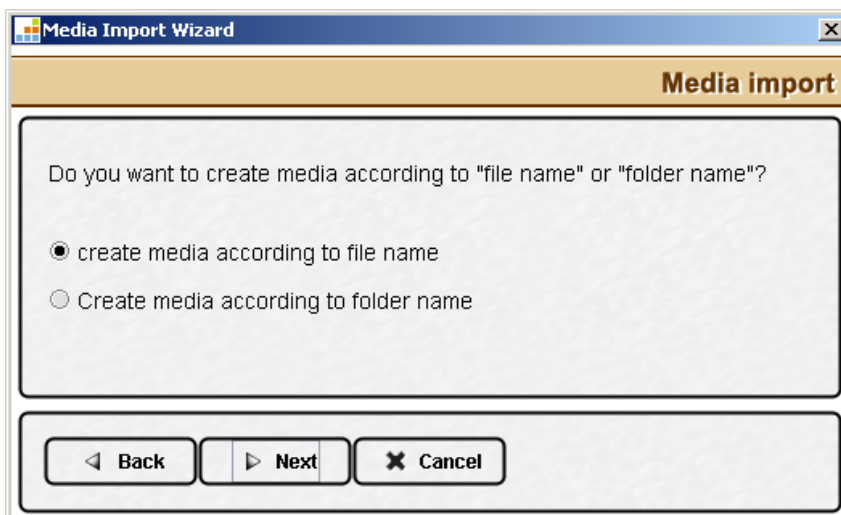 Media Import Wizard
Media import
Do you want to create media according to "file name" or "folder name"?
create media according to file name
Create media according to folder name
Back Next Cancel